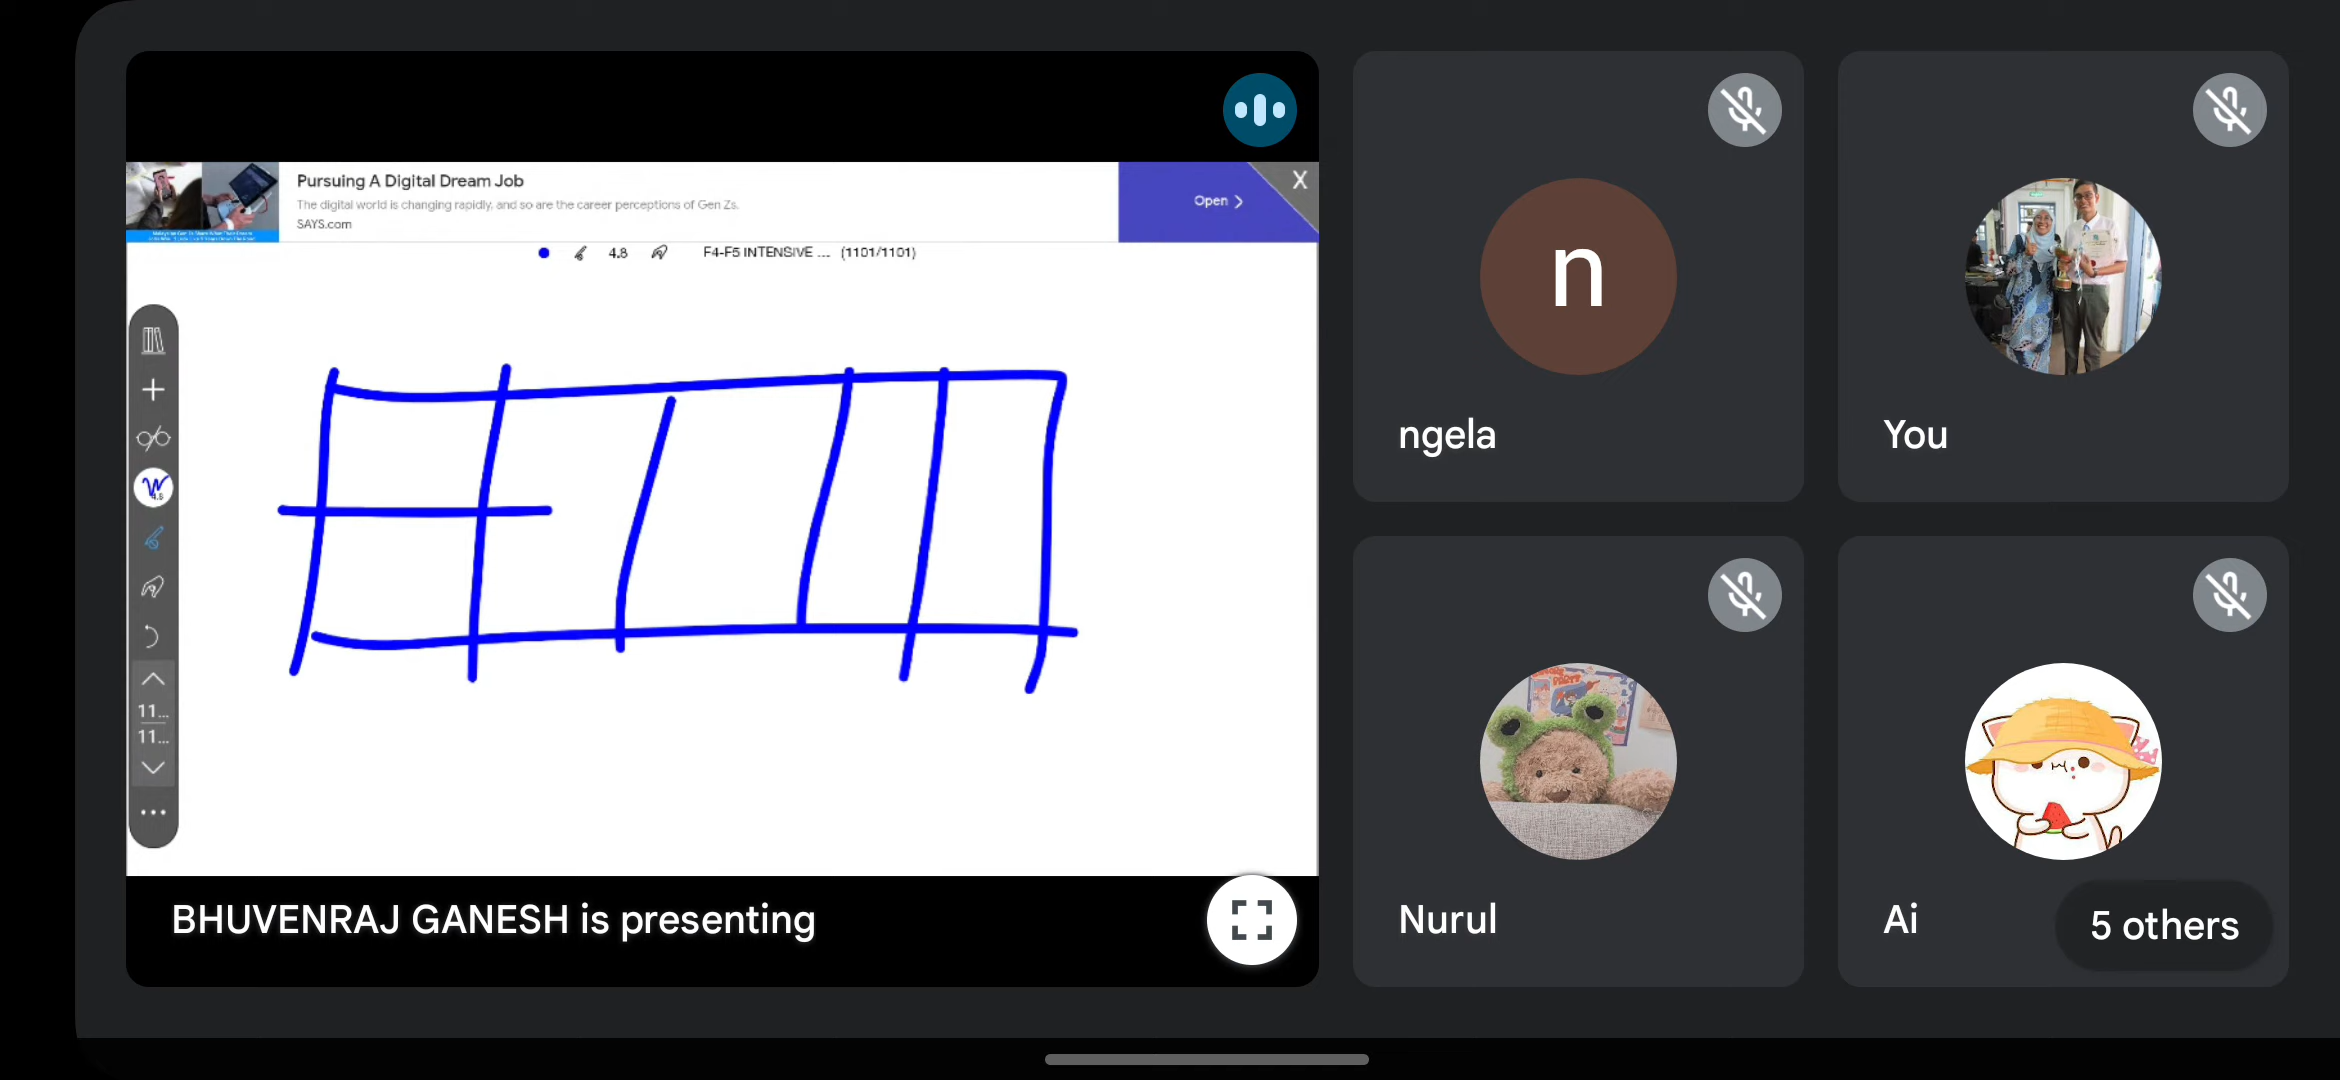 Pursuing A Digital Dream Job
The digital world is changing rapidly, and so are the career perceptions of Gen Zs.
SAYS.com
Open
X
4.8
F4-F5 INTENSIVE ... (1101/1101)
4.8
11...
11...
BHUVENRAJ GANESH is presenting
n
ngela
You
Nurul
Ai
5 others